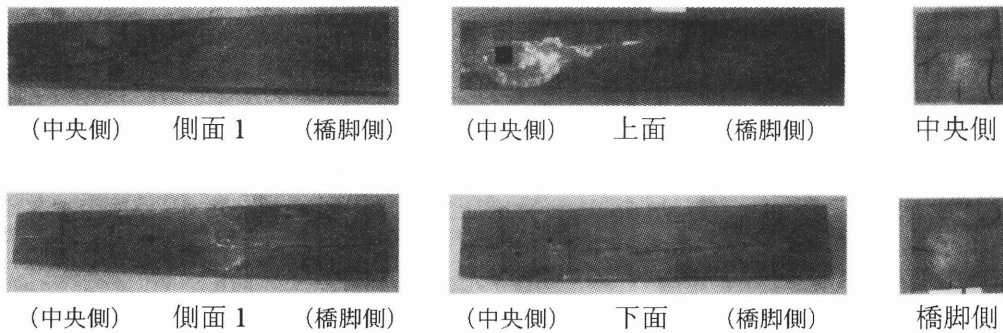 (中央側) 側面 1 (橋脚側) (中央側) 上面 (橋脚側) 中央側
(中央側) 側面 1 (橋脚側) (中央側) 下面 (橋脚側) 橋脚側